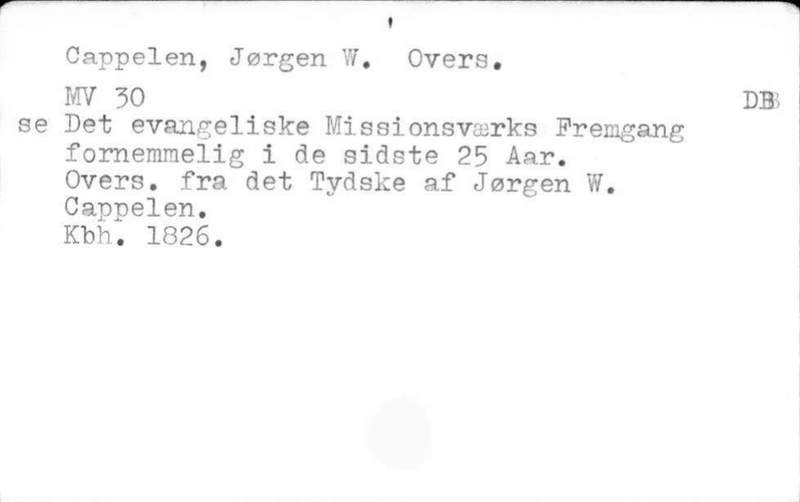 Cappelen, Jørgen W. Overs.
MV 30 DB
se Det evangeliske Missionsværks Fremgang
fornemmelig i de sidste 25 Aar.
Overs. fra det Tydske af Jørgen W.
Cappelen.
Kbh. 1826.